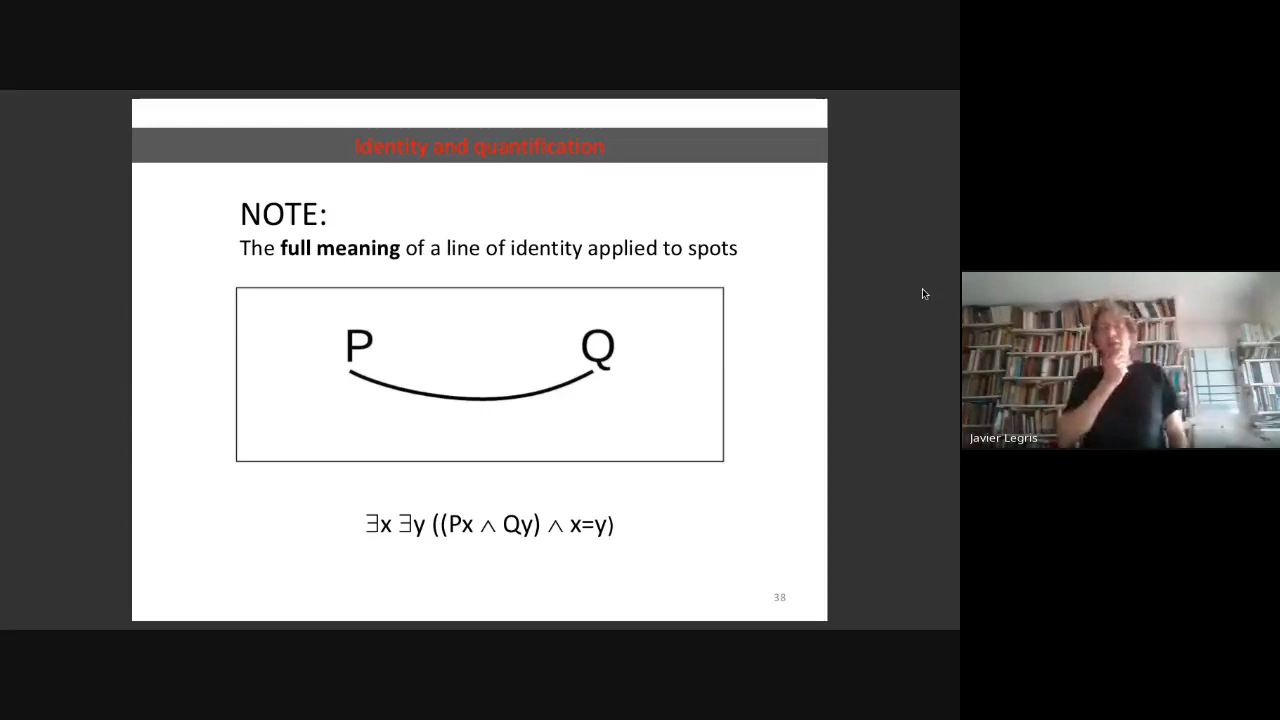 Identity and quantification
NOTE:
The full meaning of a line of identity applied to spots
P Q
∃x ∃y ((Px ∧ Qy) ∧ x=y)
38
Javier Legris